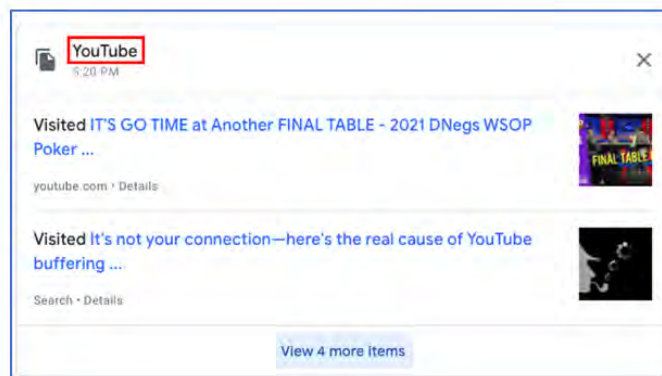 YouTube
5:20 PM
Visited IT'S GO TIME at Another FINAL TABLE - 2021 DNegs WSOP
Poker ...
FINAL TABLE
youtube.com • Details
Visited It's not your connection—here's the real cause of YouTube
buffering ...
Search • Details
View 4 more items